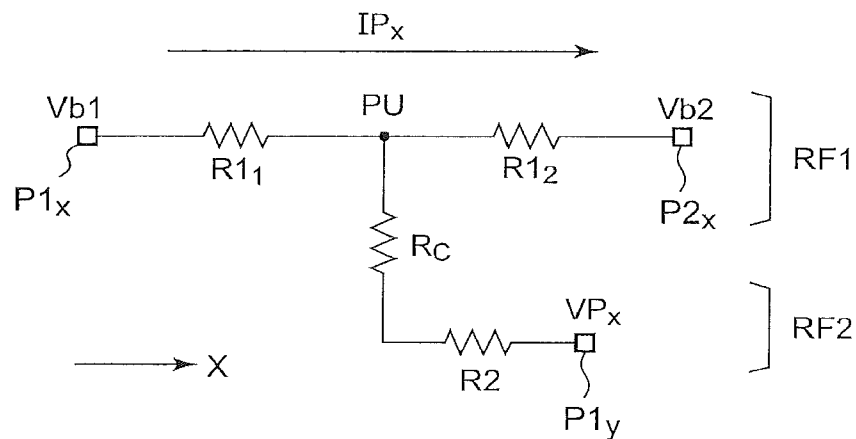 IPx
Vb1
PU
Vb2
R1₁
R1₂
RF1
P1x
P2x
RC
VPx
RF2
X
R2
P1y